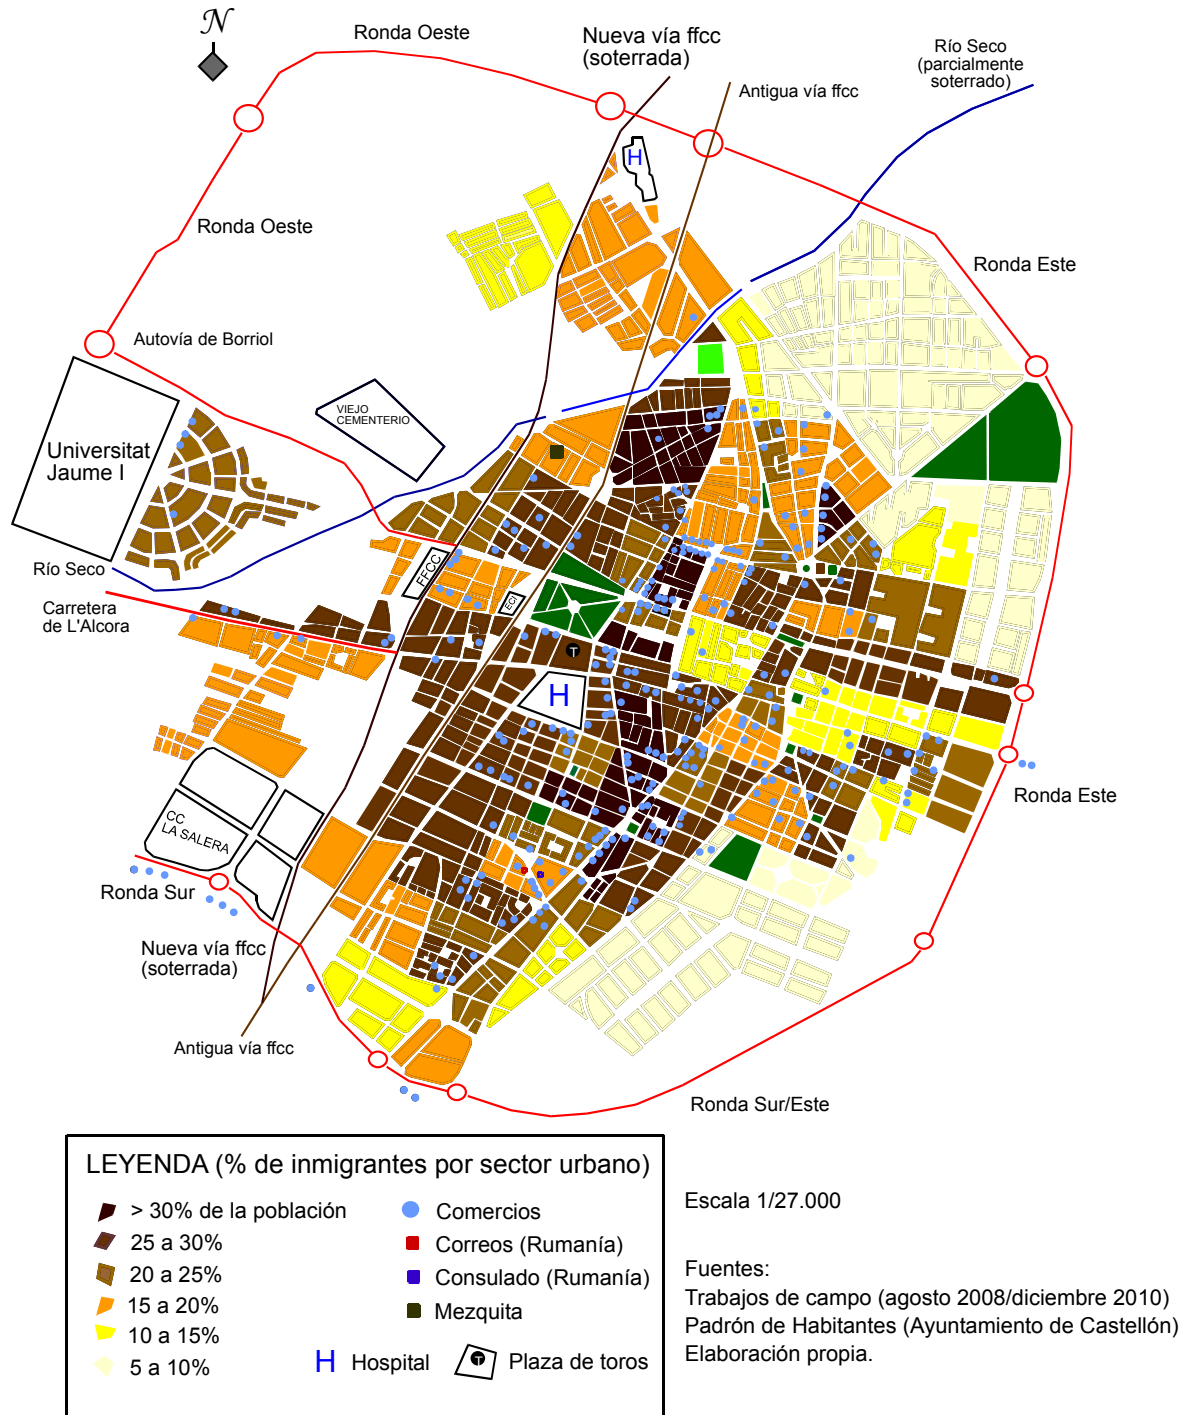 N
Ronda Oeste
Nueva vía ffcc
(soterrada)
Río Seco
(parcialmente
soterrado)
Antigua vía ffcc
H
Ronda Oeste
Ronda Este
Autovía de Borriol
VIEJO
CEMENTERIO
Universitat
Jaume I
FFCC
Río Seco
ECI
Carretera
de L'Alcora
T
H
CC
LA SALERA
Ronda Este
Ronda Sur
Nueva vía ffcc
(soterrada)
Antigua vía ffcc
Ronda Sur/Este
LEYENDA (% de inmigrantes por sector urbano)
> 30% de la población
25 a 30%
20 a 25%
15 a 20%
10 a 15%
5 a 10%
Comercios
Correos (Rumanía)
Consulado (Rumanía)
Mezquita
H Hospital
T Plaza de toros
Escala 1/27.000
Fuentes:
Trabajos de campo (agosto 2008/diciembre 2010)
Padrón de Habitantes (Ayuntamiento de Castellón)
Elaboración propia.